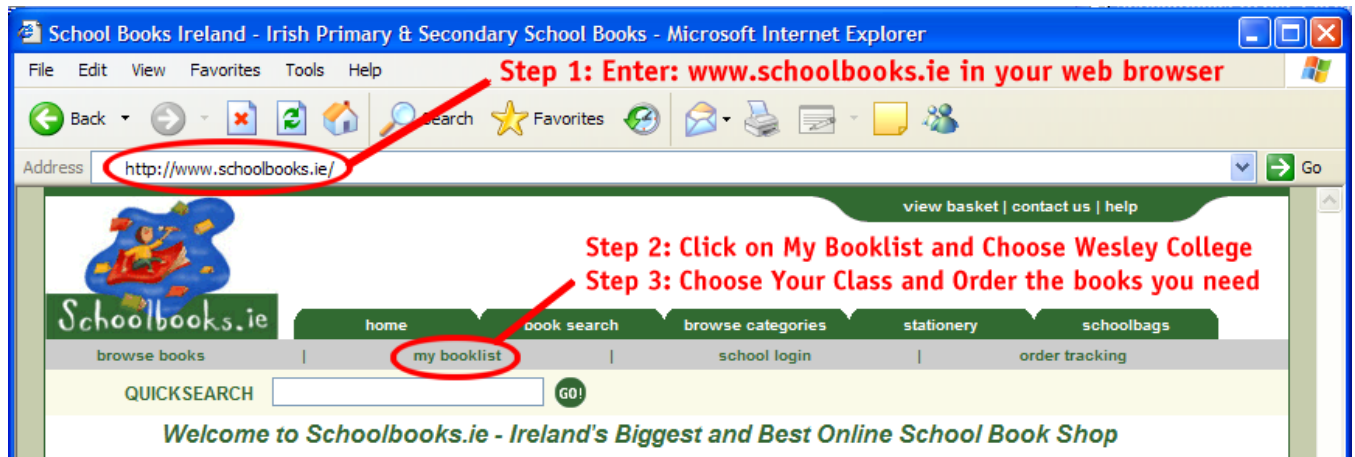 School Books Ireland - Irish Primary & Secondary School Books - Microsoft Internet Explorer
File Edit View Favorites Tools Help
Step 1: Enter: www.schoolbooks.ie in your web browser
Back Search Favorites
Address http://www.schoolbooks.ie/ Go
view basket | contact us | help
Step 2: Click on My Booklist and Choose Wesley College
Step 3: Choose Your Class and Order the books you need
Schoolbooks.ie
home book search browse categories stationery schoolbags
browse books | my booklist | school login | order tracking
QUICKSEARCH GO!
Welcome to Schoolbooks.ie - Ireland's Biggest and Best Online School Book Shop